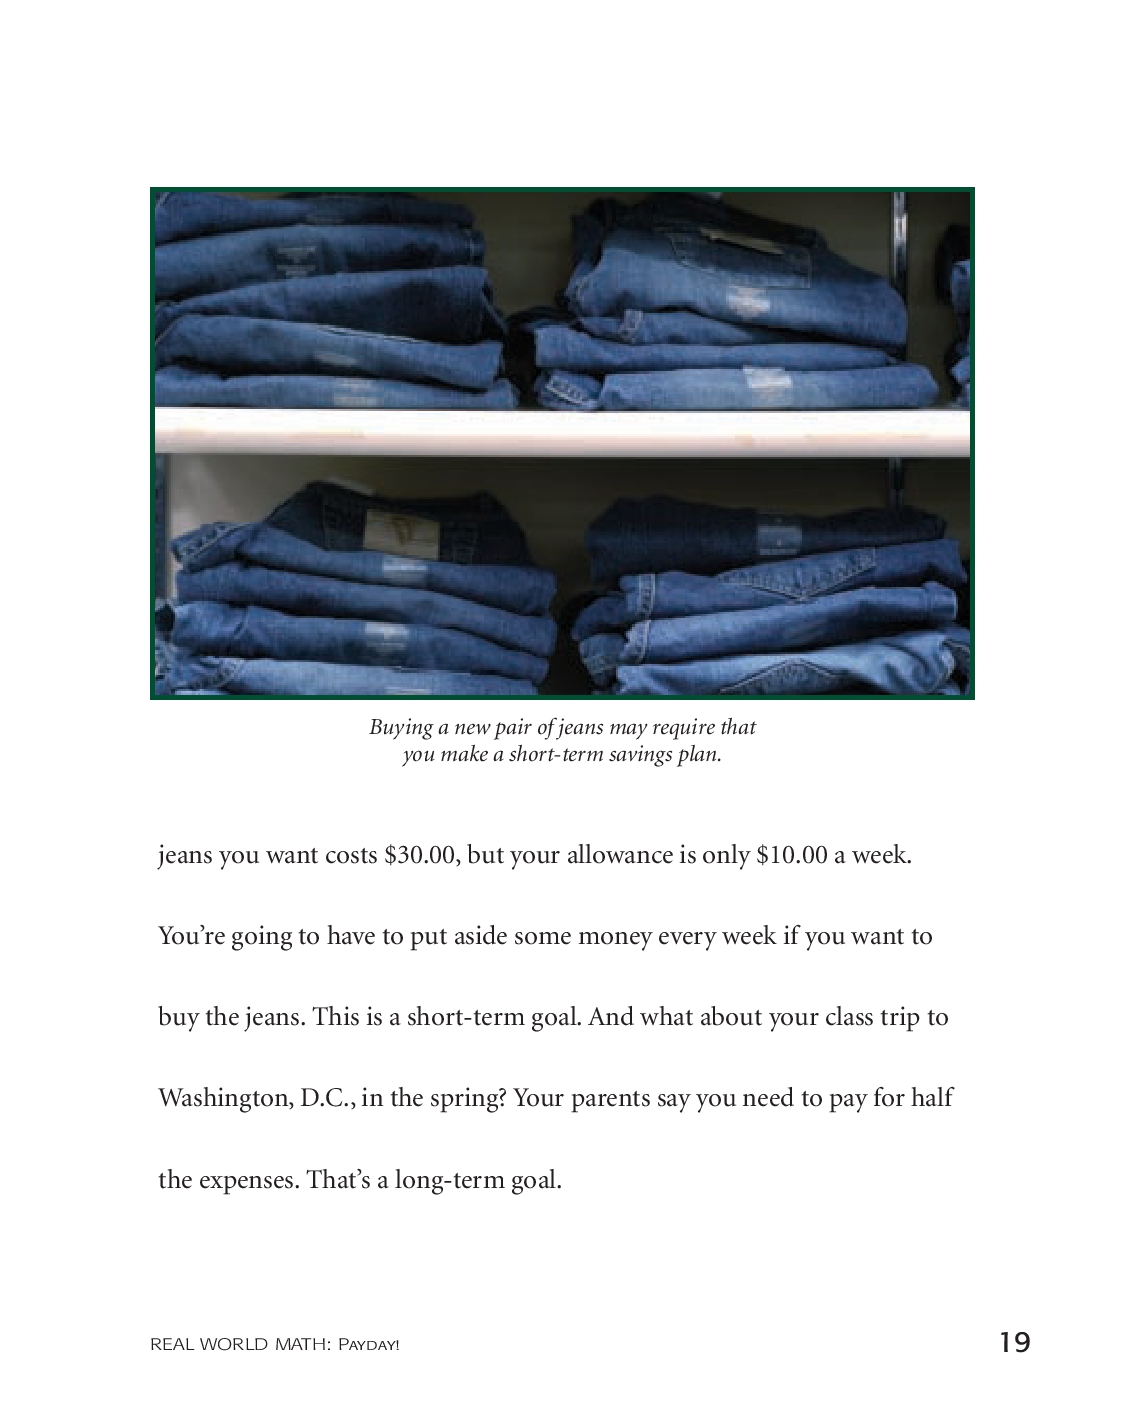 Buying a new pair of jeans may require that
you make a short-term savings plan.
jeans you want costs $30.00, but your allowance is only $10.00 a week.
You’re going to have to put aside some money every week if you want to
buy the jeans. This is a short-term goal. And what about your class trip to
Washington, D.C., in the spring? Your parents say you need to pay for half
the expenses. That’s a long-term goal.
REAL WORLD MATH: PAYDAY!
19